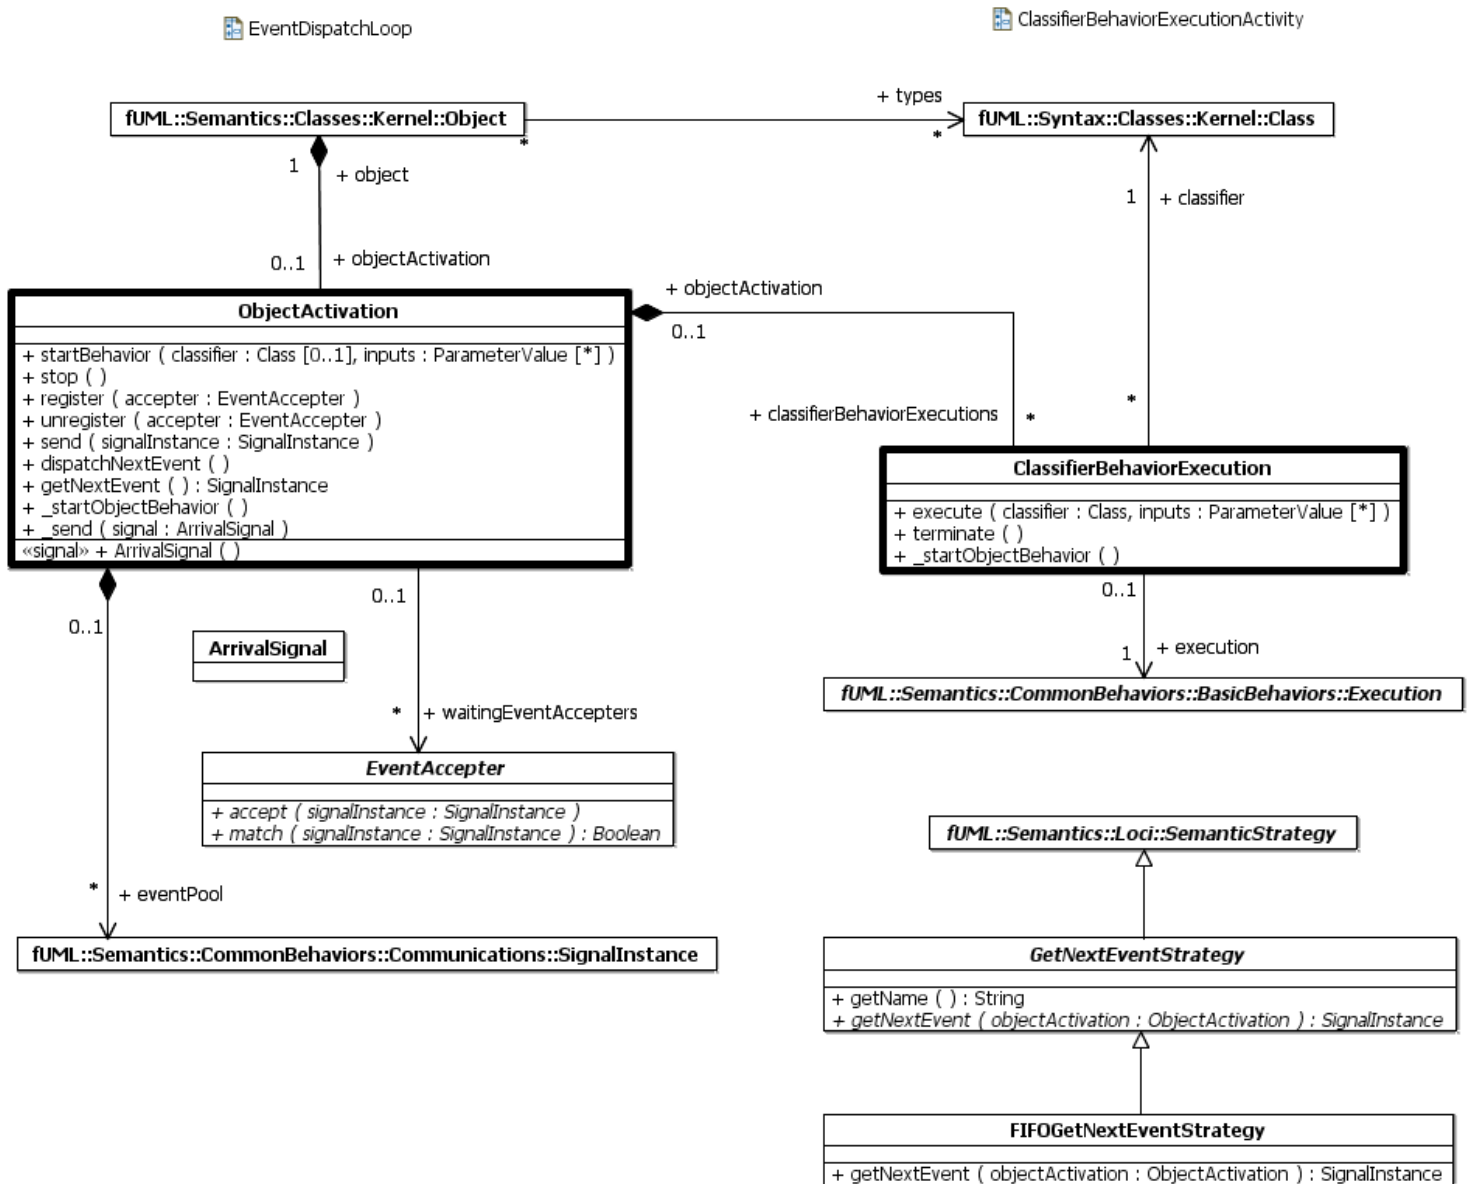 EventDispatchLoop
ClassifierBehaviorExecutionActivity
fUML::Semantics::Classes::Kernel::Object
*
+ types
*
fUML::Syntax::Classes::Kernel::Class
1
+ object
0..1
+ objectActivation
1
+ classifier
*
ObjectActivation
+ startBehavior ( classifier : Class [0..1], inputs : ParameterValue [*] )
+ stop ( )
+ register ( accepter : EventAccepter )
+ unregister ( accepter : EventAccepter )
+ send ( signalInstance : SignalInstance )
+ dispatchNextEvent ( )
+ getNextEvent ( ) : SignalInstance
+ _startObjectBehavior ( )
+ _send ( signal : ArrivalSignal )
«signal» + ArrivalSignal ( )
+ objectActivation
0..1
+ classifierBehaviorExecutions
*
ClassifierBehaviorExecution
+ execute ( classifier : Class, inputs : ParameterValue [*] )
+ terminate ( )
+ _startObjectBehavior ( )
0..1
1
+ execution
fUML::Semantics::CommonBehaviors::BasicBehaviors::Execution
0..1
0..1
ArrivalSignal
*
+ waitingEventAccepters
EventAccepter
+ accept ( signalInstance : SignalInstance )
+ match ( signalInstance : SignalInstance ) : Boolean
*
+ eventPool
fUML::Semantics::CommonBehaviors::Communications::SignalInstance
fUML::Semantics::Loci::SemanticStrategy
GetNextEventStrategy
+ getName ( ) : String
+ getNextEvent ( objectActivation : ObjectActivation ) : SignalInstance
FIFOGetNextEventStrategy
+ getNextEvent ( objectActivation : ObjectActivation ) : SignalInstance